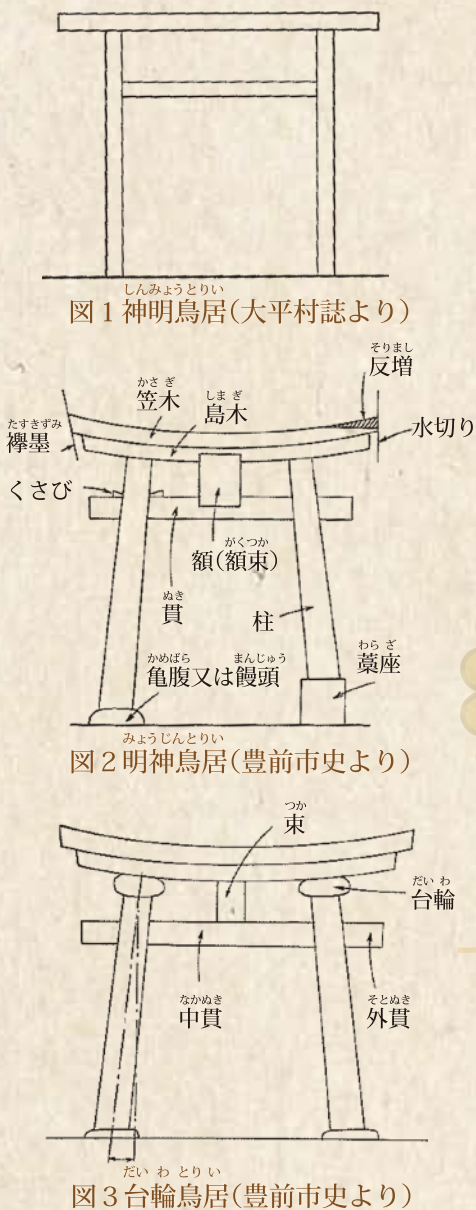 しんみょうとりい
図1神明鳥居(大平村誌より)
そりまし
反増
かさぎ
笠木
しまぎ
島木
水切り
たすきずみ
襷墨
くさび
がくつか
額(額束)
ぬき
貫
柱
わらざ
藁座
かめばら まんじゅう
亀腹又は饅頭
みょうじんとりい
図2明神鳥居(豊前市史より)
つか
束
だいわ
台輪
なかぬき
中貫
そとぬき
外貫
だいわとりい
図3台輪鳥居(豊前市史より)